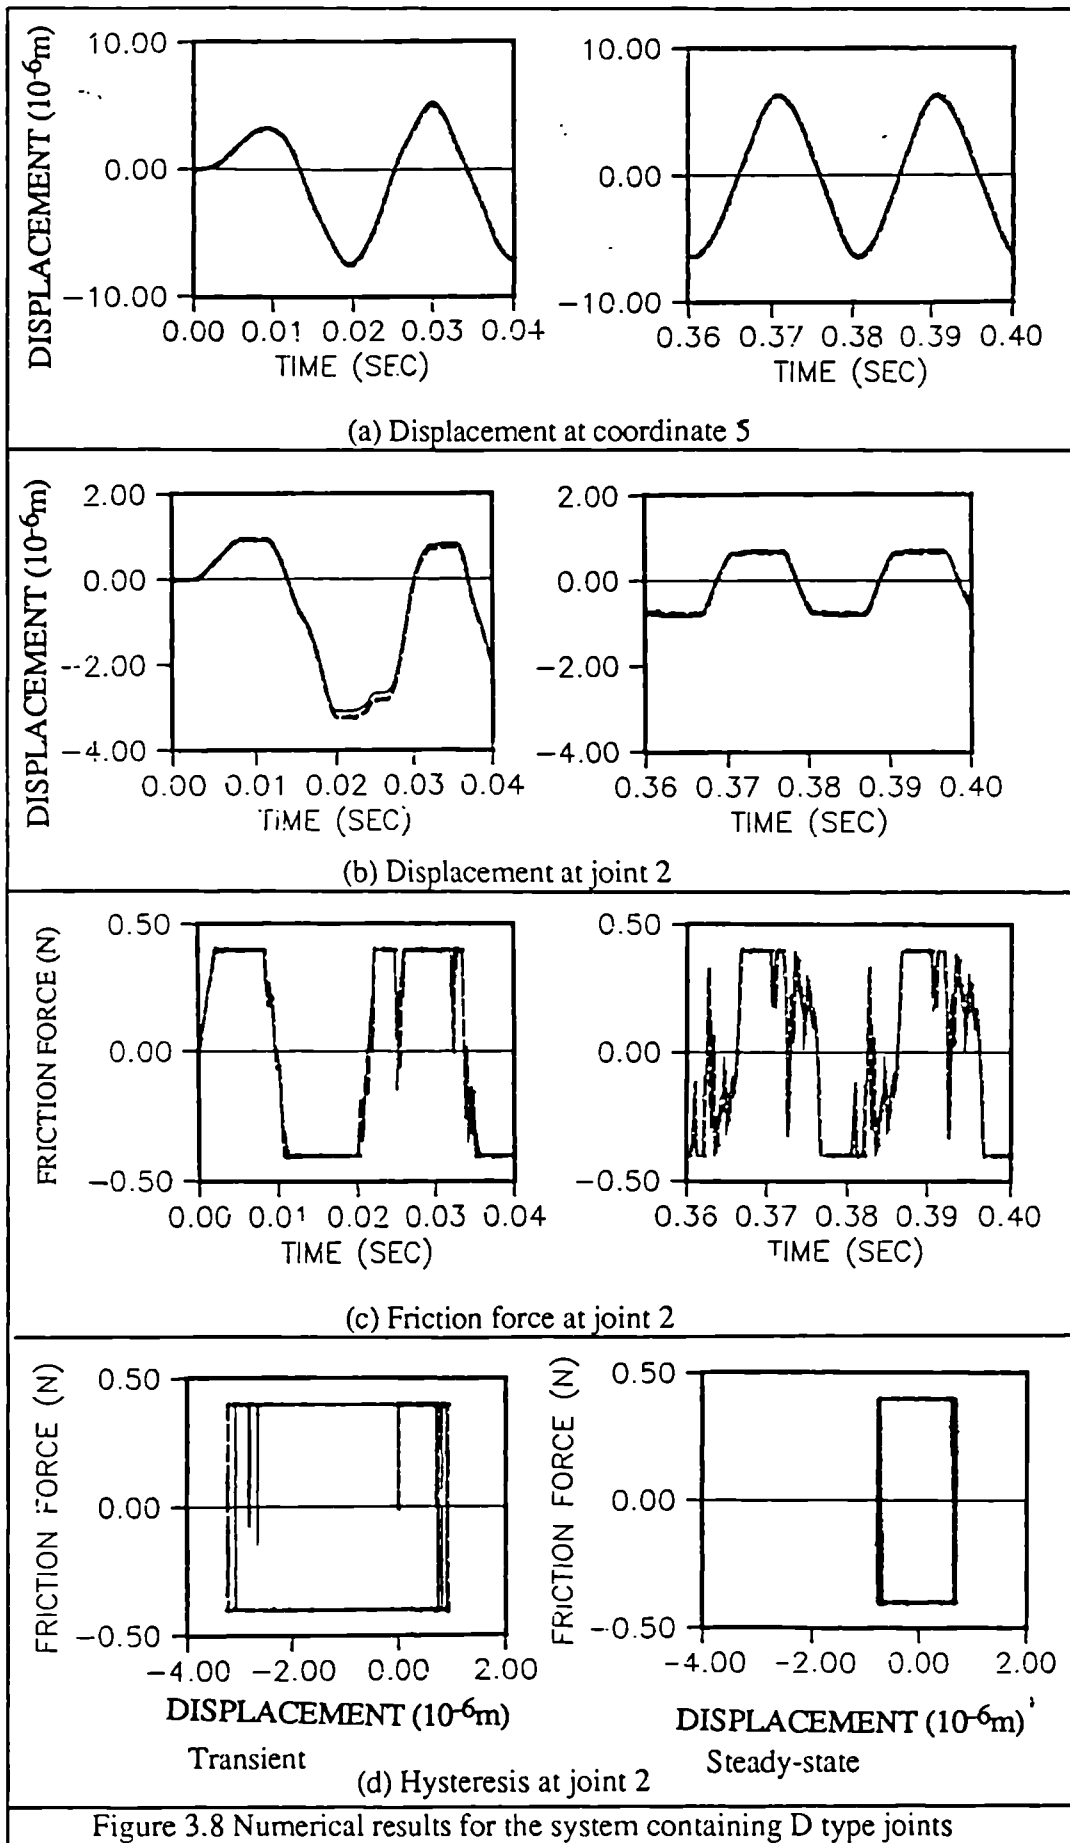 DISPLACEMENT (10-6m)
10.00
0.00
−10.00
0.00 0.01 0.02 0.03 0.04
TIME (SEC)
10.00
0.00
−10.00
0.36 0.37 0.38 0.39 0.40
TIME (SEC)
(a) Displacement at coordinate 5
DISPLACEMENT (10-6m)
2.00
0.00
−2.00
−4.00
0.00 0.01 0.02 0.03 0.04
TIME (SEC)
2.00
0.00
−2.00
−4.00
0.36 0.37 0.38 0.39 0.40
TIME (SEC)
(b) Displacement at joint 2
FRICTION FORCE (N)
0.50
0.00
−0.50
0.00 0.01 0.02 0.03 0.04
TIME (SEC)
0.50
0.00
−0.50
0.36 0.37 0.38 0.39 0.40
TIME (SEC)
(c) Friction force at joint 2
FRICTION FORCE (N)
0.50
0.00
−0.50
−4.00 −2.00 0.00 2.00
DISPLACEMENT (10-6m)
Transient
FRICTION FORCE (N)
0.50
0.00
−0.50
−4.00 −2.00 0.00 2.00
DISPLACEMENT (10-6m)
Steady-state
(d) Hysteresis at joint 2
Figure 3.8 Numerical results for the system containing D type joints